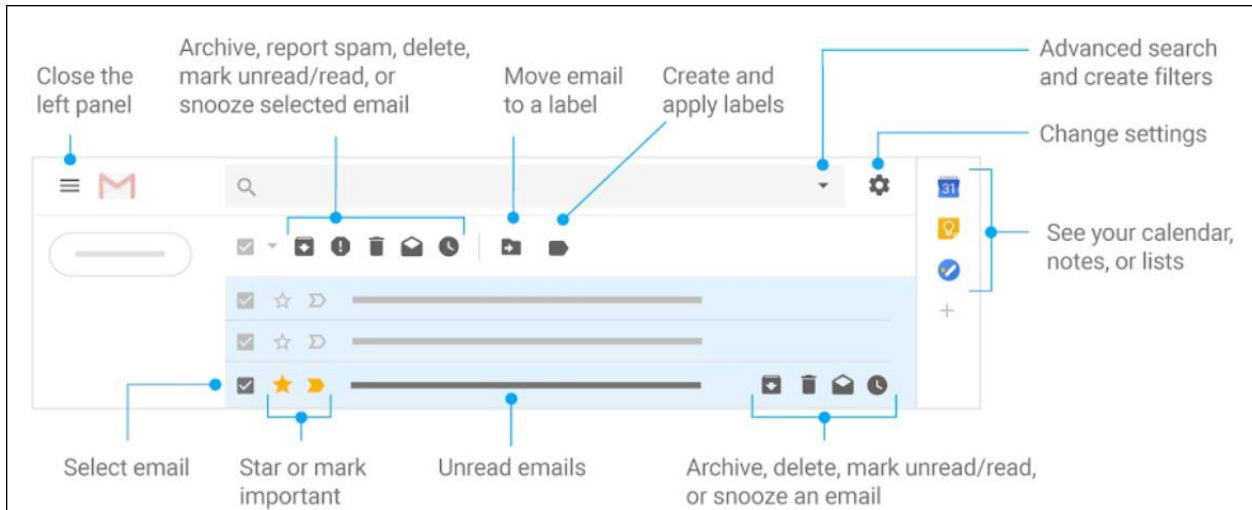 Close the
left panel
Archive, report spam, delete,
mark unread/read, or
snooze selected email
Move email
to a label
Create and
apply labels
Advanced search
and create filters
Change settings
31
See your calendar,
notes, or lists
Select email
Star or mark
important
Unread emails
Archive, delete, mark unread/read,
or snooze an email